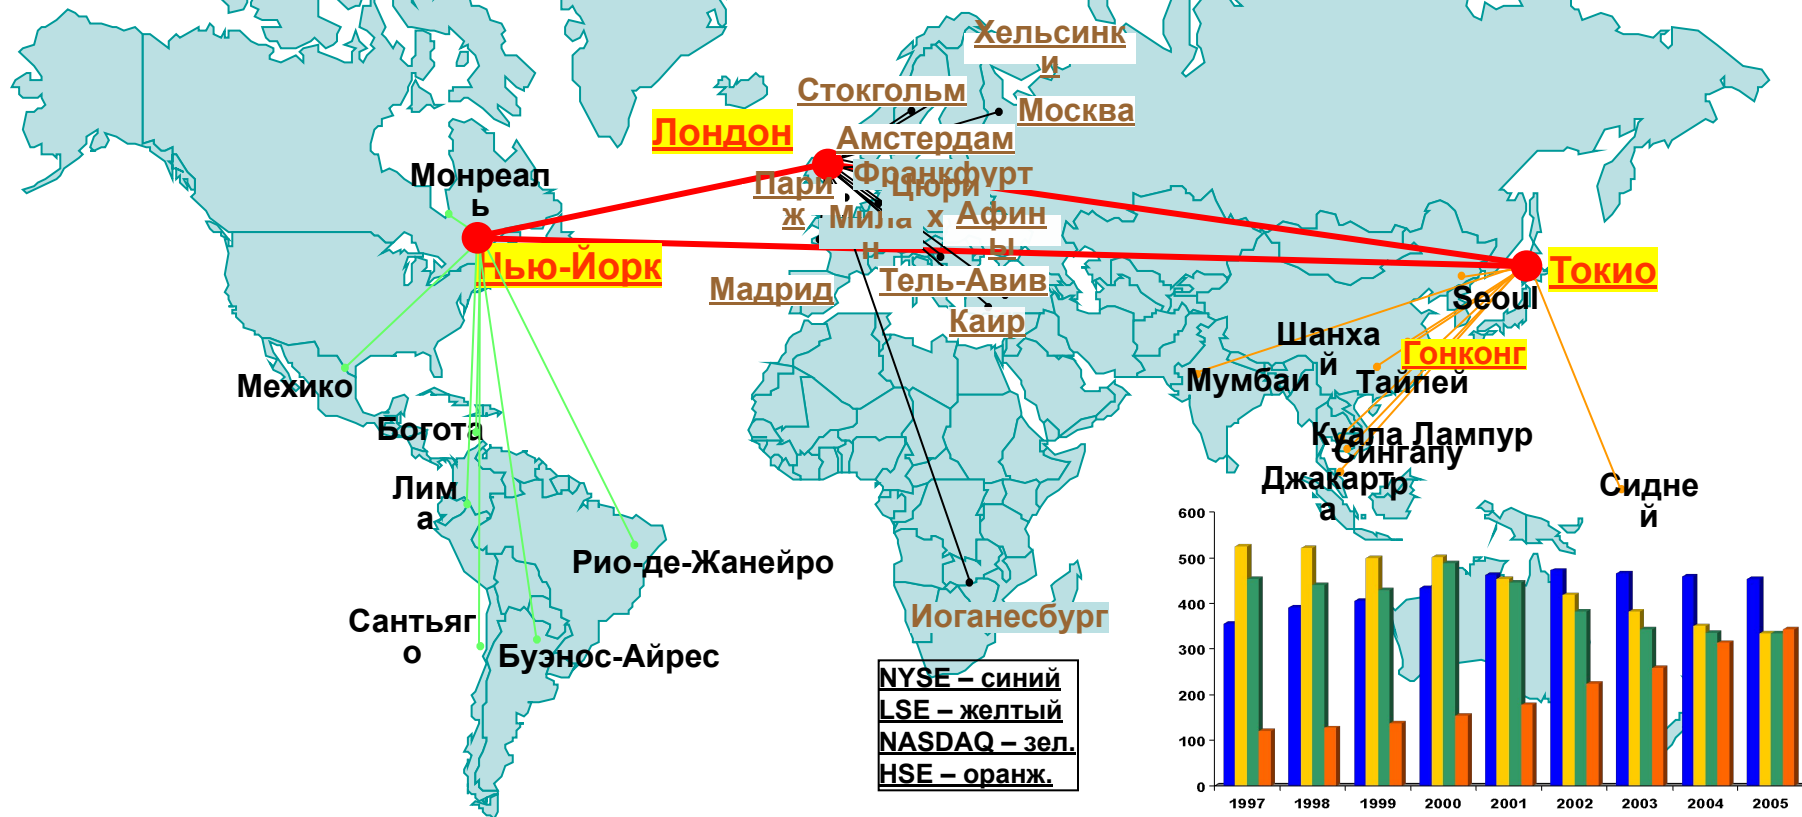 Хельсинк
и
Стокгольм
Москва
Лондон
Амстердам
Франкфурт
Монреал
ь
Пари
ж
Цюри
х
Мила
н
Афин
ы
Нью-Йорк
Токио
Мадрид
Тель-Авив
Seoul
Каир
Шанха
й
Гонконг
Мехико
Мумбаи
Тайпей
Богота
Куала Лампур
Сингапу
р
Лим
а
Джакарт
а
Сидне
й
Рио-де-Жанейро
Иоганесбург
Сантьяг
о
Буэнос-Айрес
NYSE – синий
LSE – желтый
NASDAQ – зел.
HSE – оранж.
600
500
400
300
200
100
0
1997 1998 1999 2000 2001 2002 2003 2004 2005